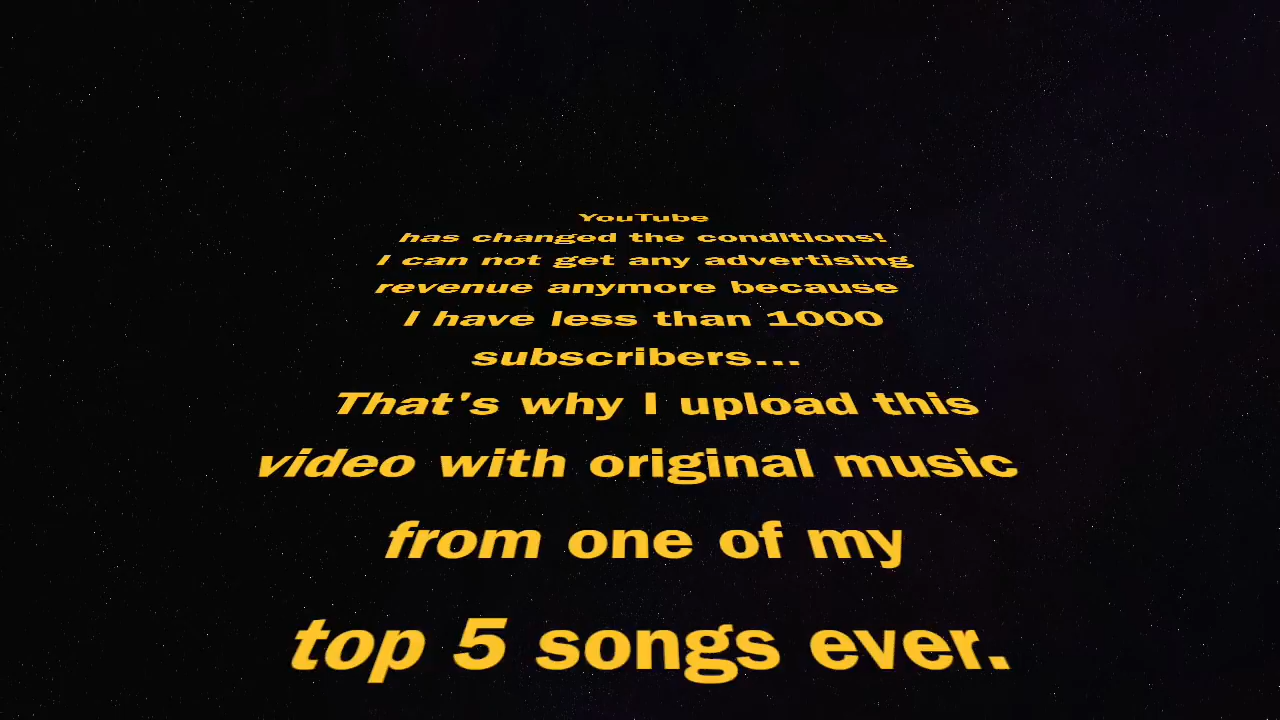 YouTube
has changed the conditions!
I can not get any advertising
revenue anymore because
I have less than 1000
subscribers...
That's why I upload this
video with original music
from one of my
top 5 songs ever.